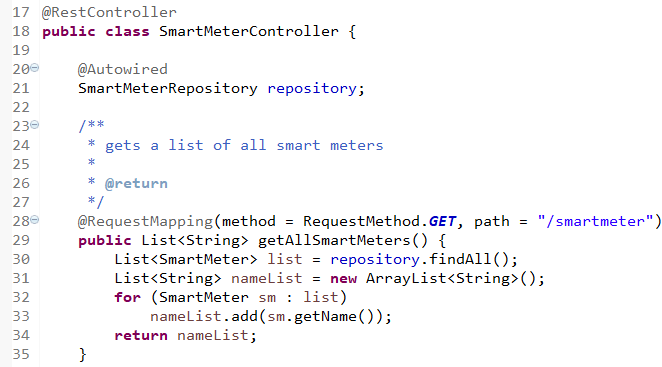 17 @RestController
18 public class SmartMeterController {
19
20 @Autowired
21 SmartMeterRepository repository;
22
23 /**
24 * gets a list of all smart meters
25 *
26 * @return
27 */
28 @RequestMapping(method = RequestMethod.GET, path = "/smartmeter")
29 public List<String> getAllSmartMeters() {
30 List<SmartMeter> list = repository.findAll();
31 List<String> nameList = new ArrayList<String>();
32 for (SmartMeter sm : list)
33 nameList.add(sm.getName());
34 return nameList;
35 }